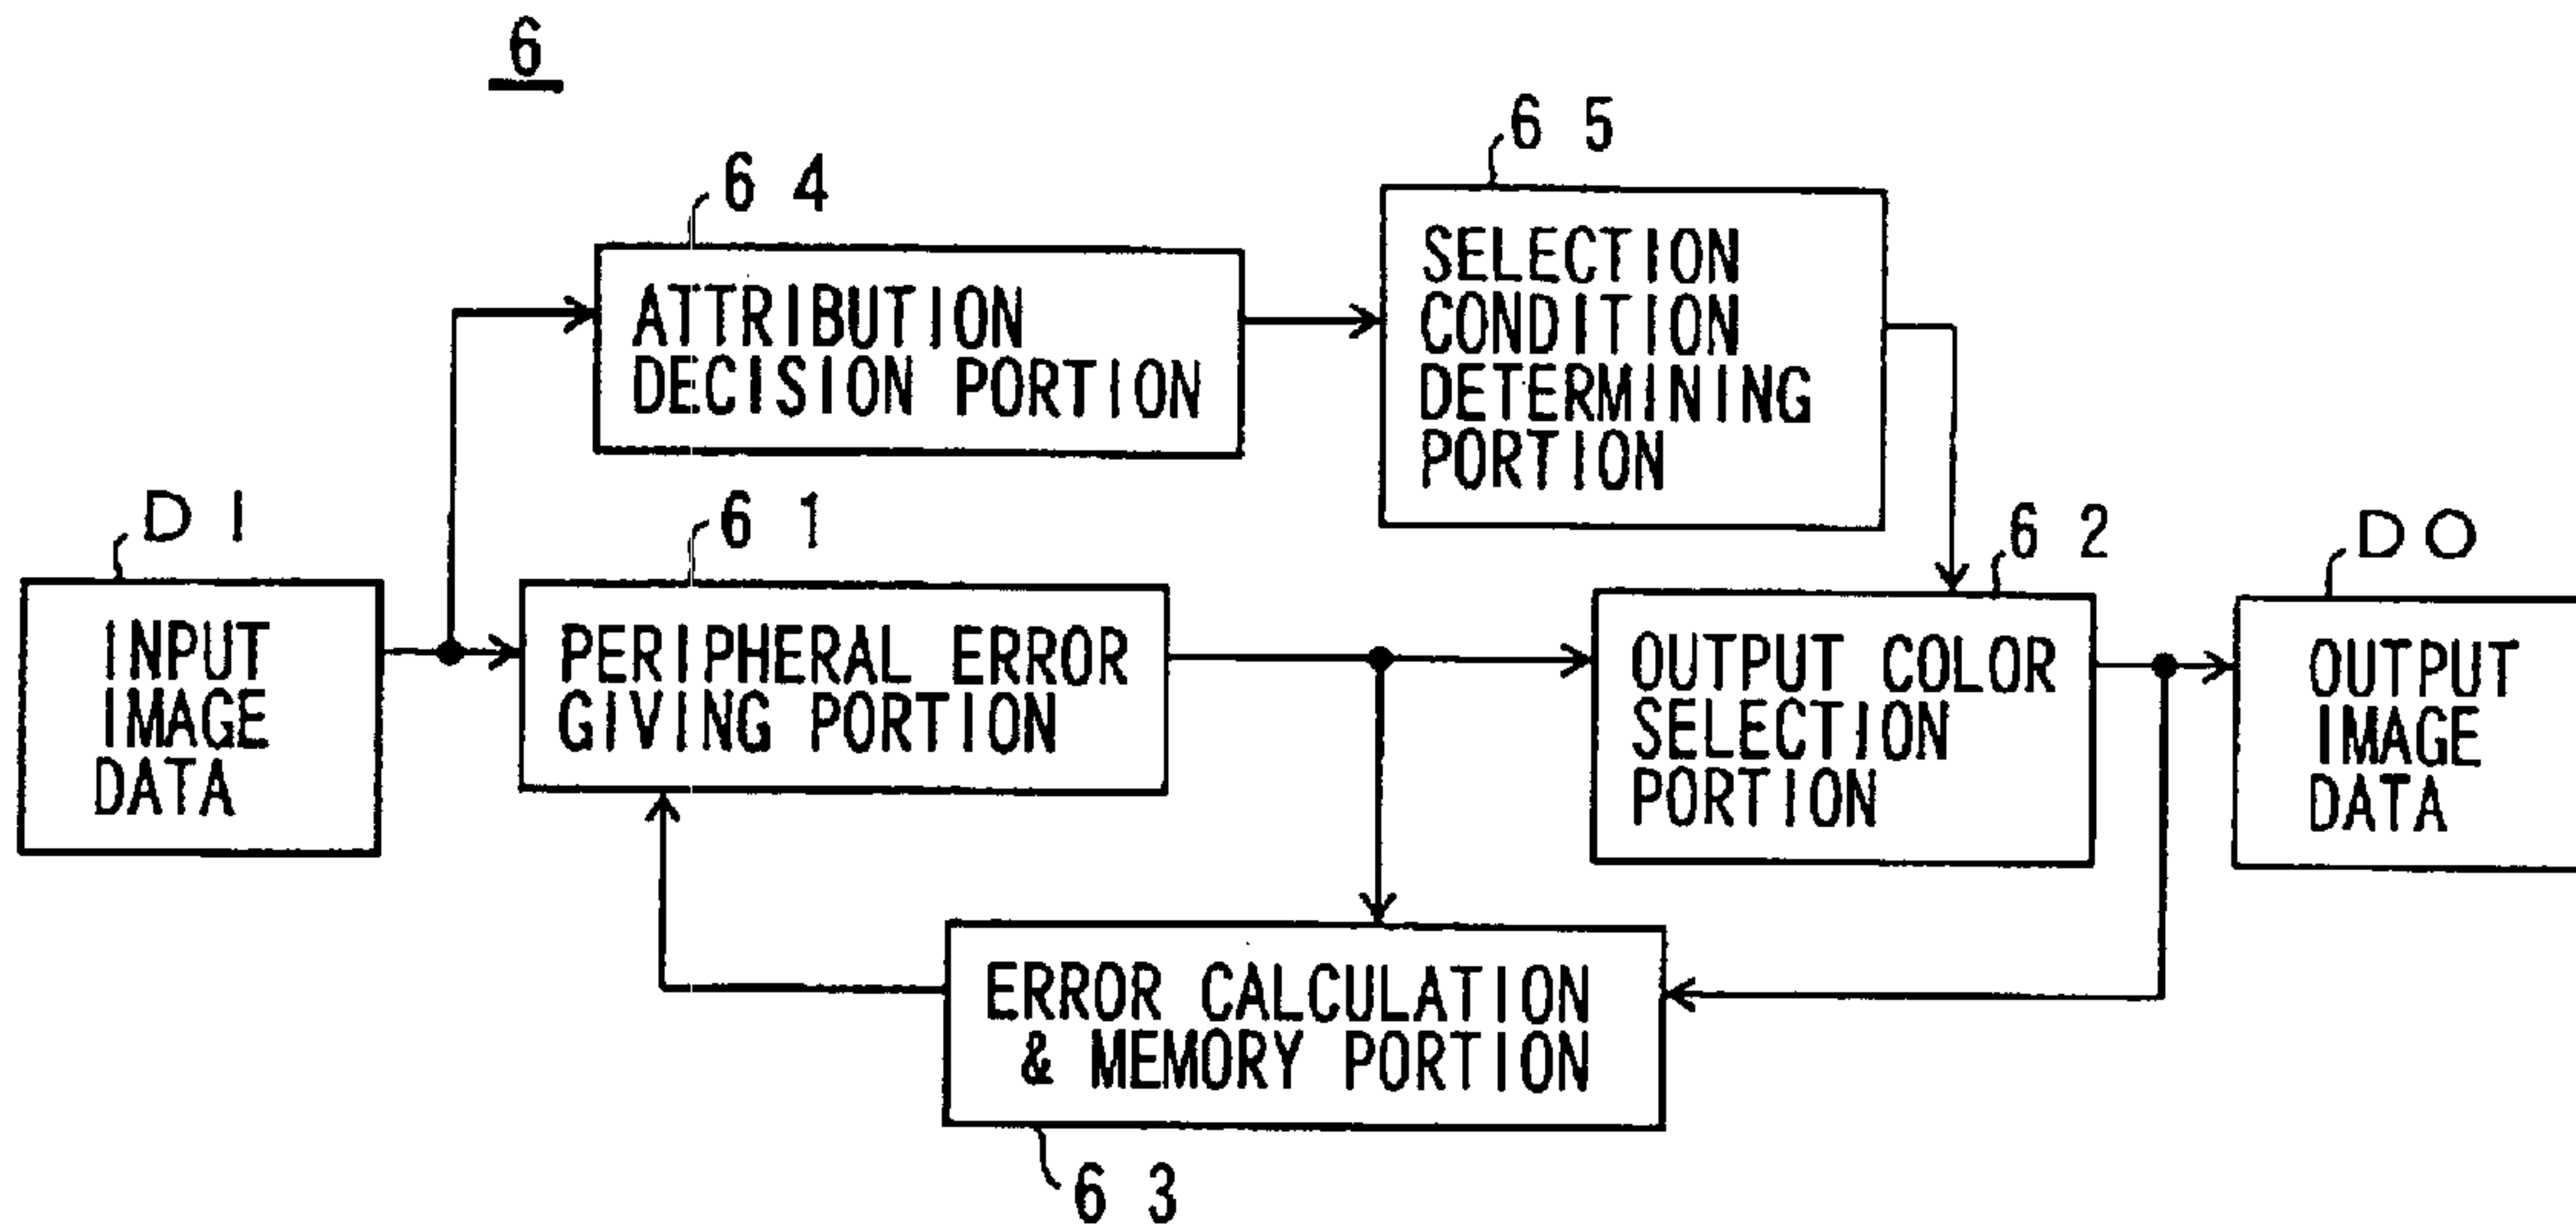 6
6 5
6 4
SELECTION
CONDITION
DETERMINING
PORTION
ATTRIBUTION
DECISION PORTION
D I
6 1
6 2
D O
INPUT
IMAGE
DATA
PERIPHERAL ERROR
GIVING PORTION
OUTPUT COLOR
SELECTION
PORTION
OUTPUT
IMAGE
DATA
ERROR CALCULATION
& MEMORY PORTION
6 3